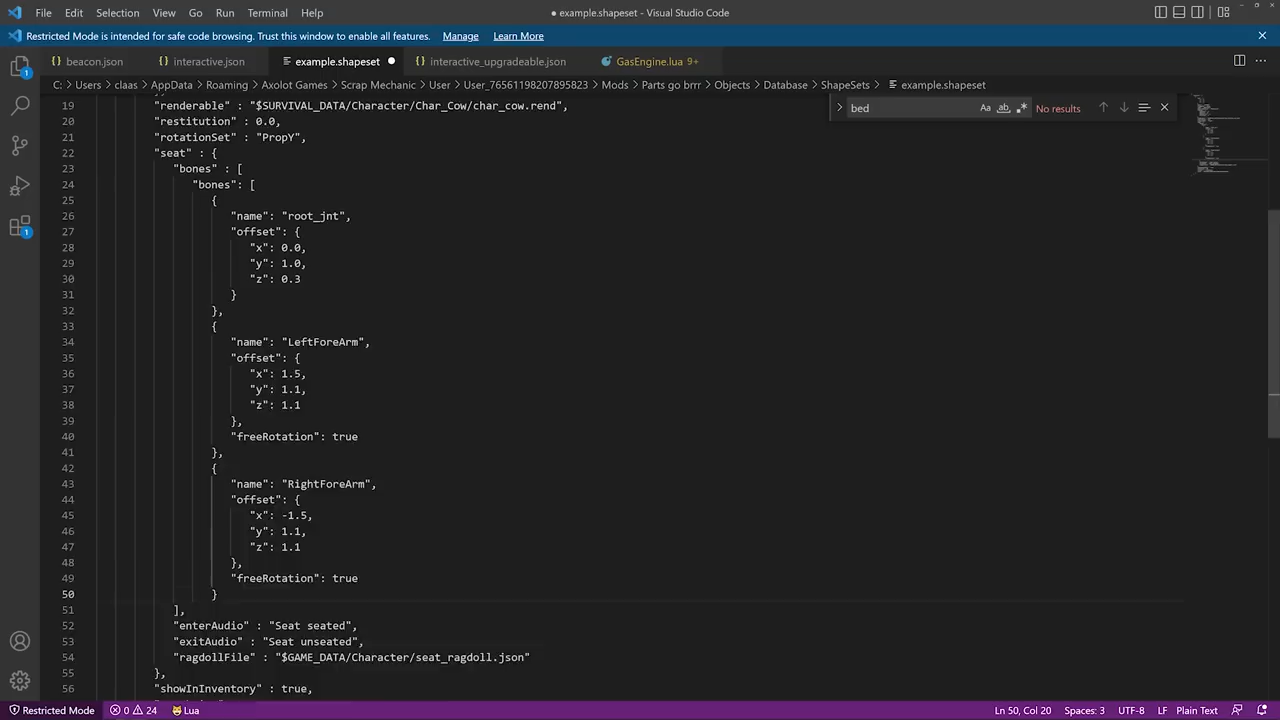 File Edit Selection View Go Run Terminal Help ● example.shapeset - Visual Studio Code
Restricted Mode is intended for safe code browsing. Trust this window to enable all features. Manage Learn More
beacon.json interactive.json example.shapeset interactive_upgradeable.json GasEngine.lua 9+
C: > Users > claas > AppData > Roaming > Axolot Games > Scrap Mechanic > User > User_76561198207895823 > Mods > Parts go brrr > Objects > Database > ShapeSets > example.shapeset
bed Aa ab No results
19 "renderable" : "$SURVIVAL_DATA/Character/Char_Cow/char_cow.rend",
20 "restitution" : 0.0,
21 "rotationSet" : "PropY",
22 "seat" : {
23 "bones" : [
24 "bones": [
25 {
26 "name": "root_jnt",
27 "offset": {
28 "x": 0.0,
29 "y": 1.0,
30 "z": 0.3
31 }
32 },
33 {
34 "name": "LeftForeArm",
35 "offset": {
36 "x": 1.5,
37 "y": 1.1,
38 "z": 1.1
39 },
40 "freeRotation": true
41 },
42 {
43 "name": "RightForeArm",
44 "offset": {
45 "x": -1.5,
46 "y": 1.1,
47 "z": 1.1
48 },
49 "freeRotation": true
50 }
51 ],
52 "enterAudio" : "Seat seated",
53 "exitAudio" : "Seat unseated",
54 "ragdollFile" : "$GAME_DATA/Character/seat_ragdoll.json"
55 },
56 "showInInventory" : true,
1
1
Restricted Mode 0 24 Lua Ln 50, Col 20 Spaces: 3 UTF-8 LF Plain Text